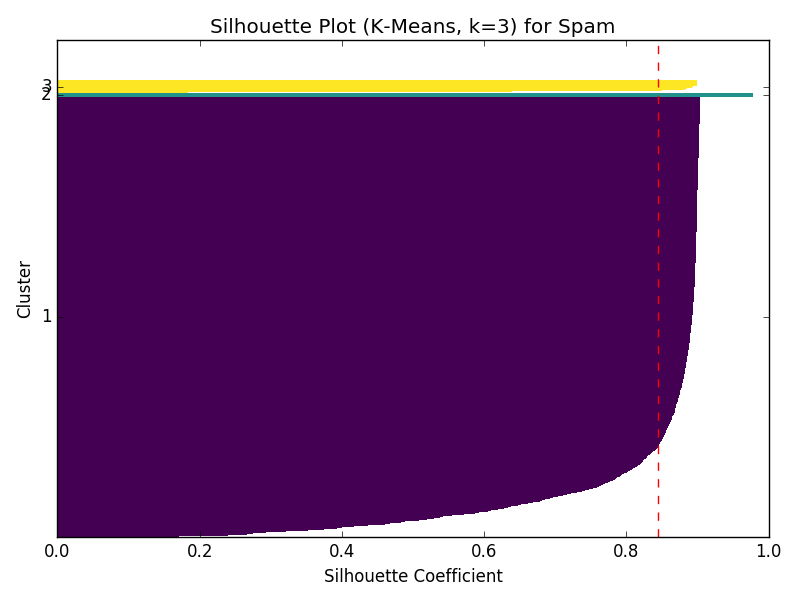 Silhouette Plot (K-Means, k=3) for Spam
3
2
1
Cluster
0.0 0.2 0.4 0.6 0.8 1.0
Silhouette Coefficient